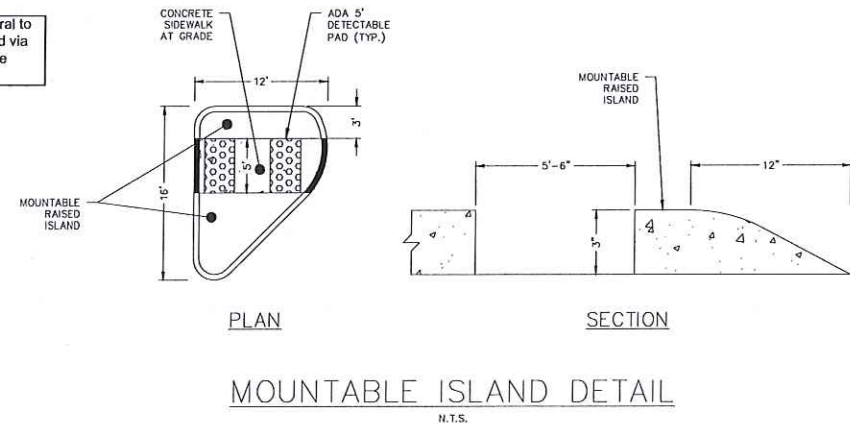 ral to
d via
e
CONCRETE
SIDEWALK
AT GRADE
ADA 5'
DETECTABLE
PAD (TYP.)
12'
3'
16'
5'
MOUNTABLE
RAISED
ISLAND
PLAN
MOUNTABLE
RAISED
ISLAND
5'-6"
12"
3"
SECTION
MOUNTABLE ISLAND DETAIL
N.T.S.